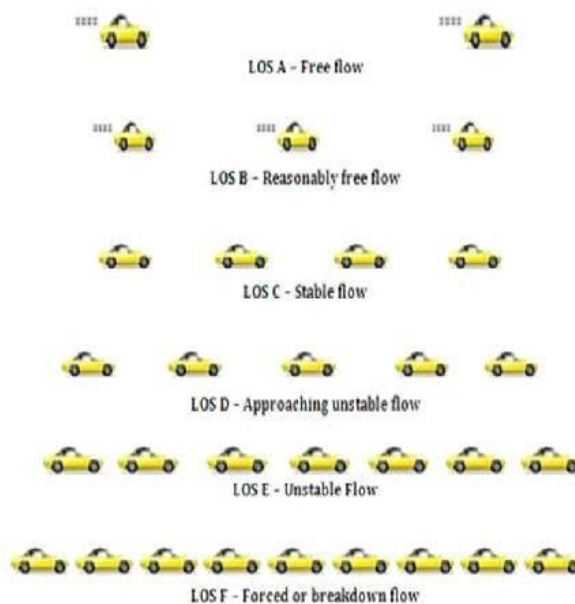 LOS A - Free flow
LOS B - Reasonably free flow
LOS C - Stable flow
LOS D - Approaching unstable flow
LOS E - Unstable Flow
LOS F - Forced or breakdown flow